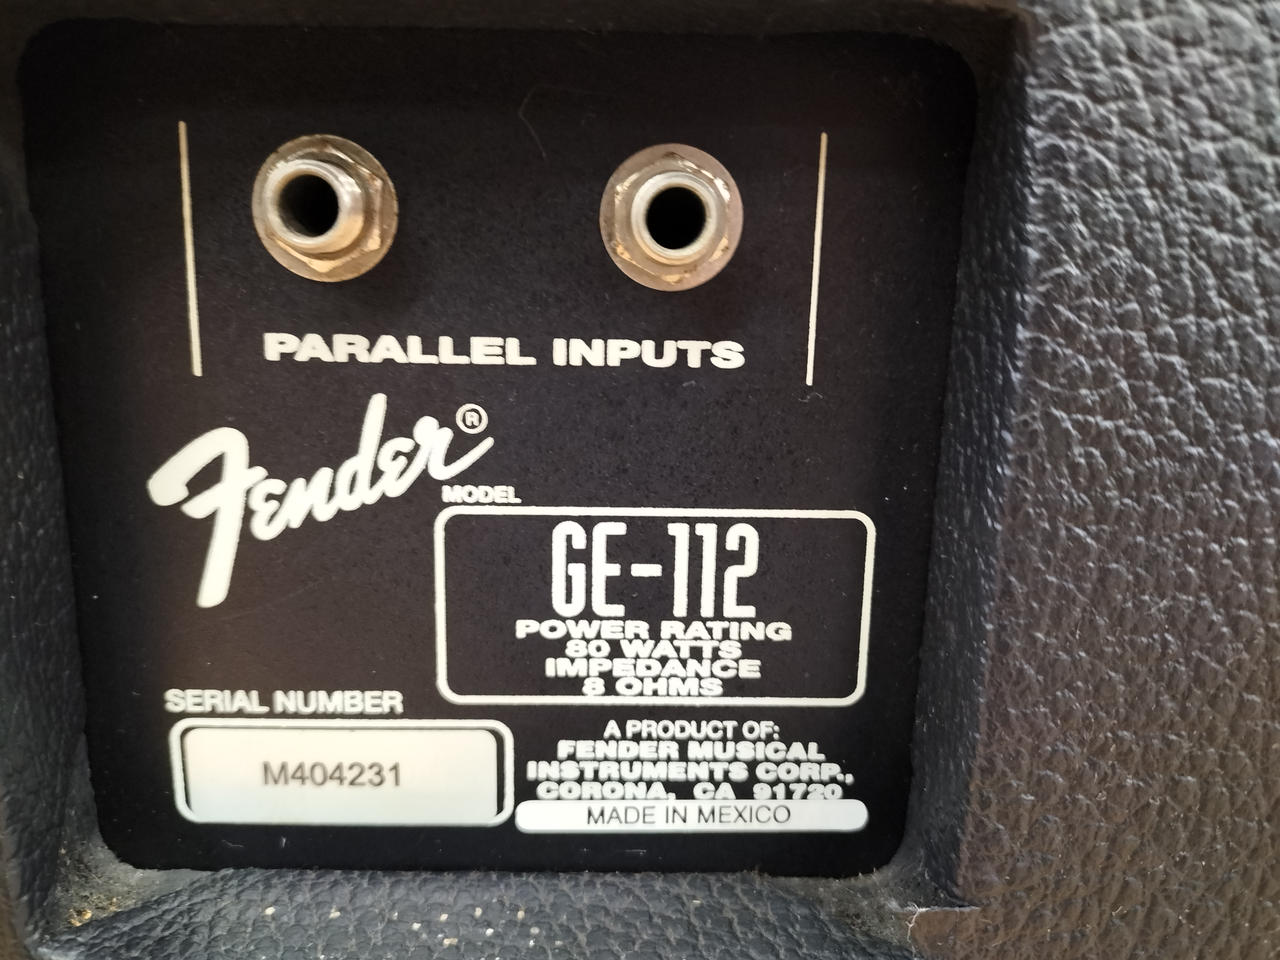 PARALLEL INPUTS
Fender®
MODEL
GE-112
POWER RATING
80 WATTS
IMPEDANCE
8 OHMS
SERIAL NUMBER
M404231
A PRODUCT OF:
FENDER MUSICAL
INSTRUMENTS CORP.,
CORONA, CA 91720
MADE IN MEXICO